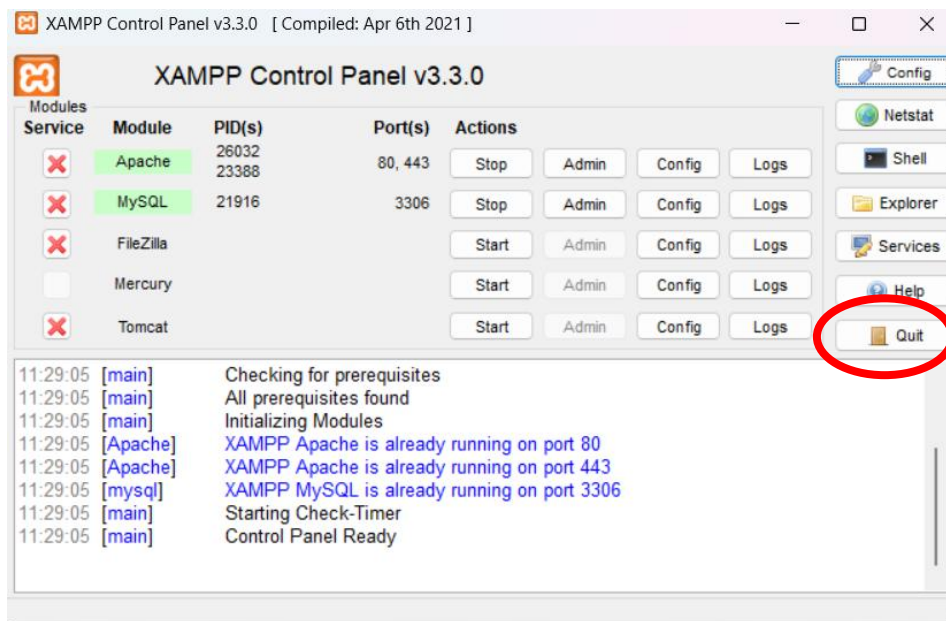 XAMPP Control Panel v3.3.0 [ Compiled: Apr 6th 2021 ]
XAMPP Control Panel v3.3.0
Config
Modules
Service Module PID(s) Port(s) Actions
Netstat
Apache 26032 23388 80, 443 Stop Admin Config Logs
Shell
MySQL 21916 3306 Stop Admin Config Logs
Explorer
FileZilla Start Admin Config Logs
Services
Mercury Start Admin Config Logs
Help
Tomcat Start Admin Config Logs
Quit
11:29:05 [main] Checking for prerequisites
11:29:05 [main] All prerequisites found
11:29:05 [main] Initializing Modules
11:29:05 [Apache] XAMPP Apache is already running on port 80
11:29:05 [Apache] XAMPP Apache is already running on port 443
11:29:05 [mysql] XAMPP MySQL is already running on port 3306
11:29:05 [main] Starting Check-Timer
11:29:05 [main] Control Panel Ready